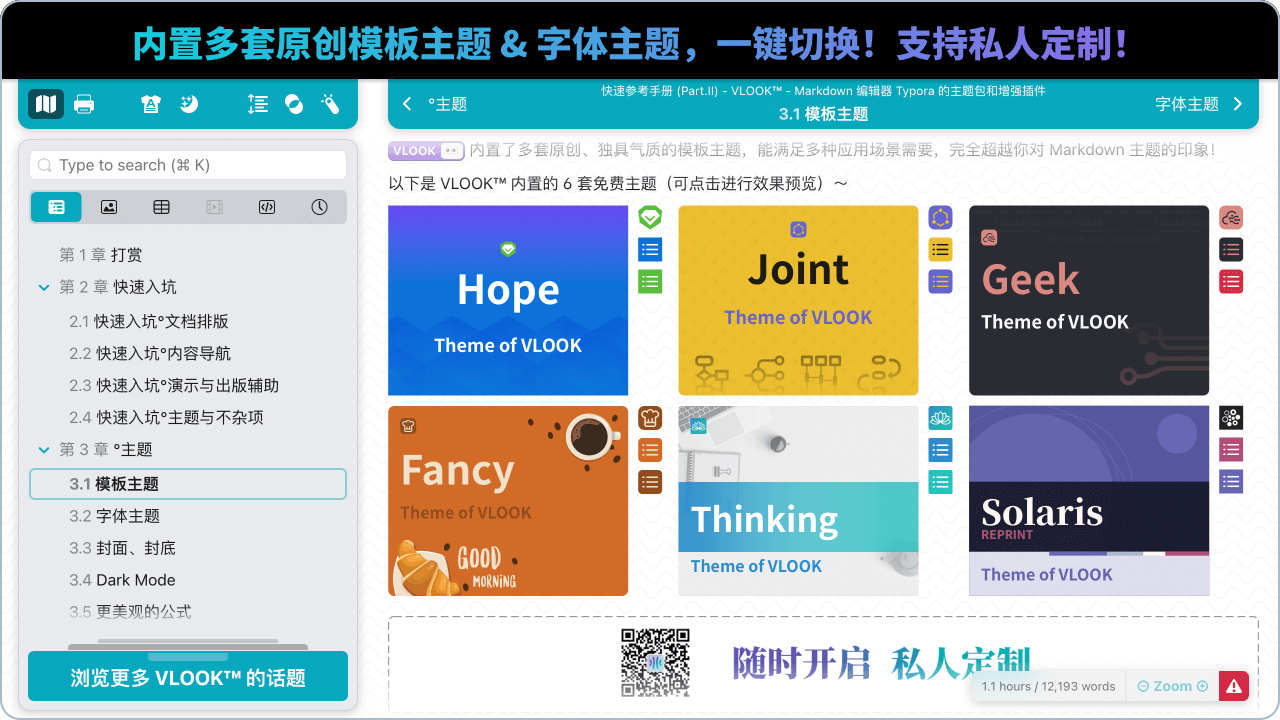 内置多套原创模板主题 & 字体主题，一键切换！支持私人定制！
°主题
快速参考手册 (Part.II) - VLOOK™ - Markdown 编辑器 Typora 的主题包和增强插件
3.1 模板主题
字体主题
Type to search (⌘ K)
第 1 章 打赏
第 2 章 快速入坑
2.1 快速入坑°文档排版
2.2 快速入坑°内容导航
2.3 快速入坑°演示与出版辅助
2.4 快速入坑°主题与不杂项
第 3 章 °主题
3.1 模板主题
3.2 字体主题
3.3 封面、封底
3.4 Dark Mode
3.5 更美观的公式
浏览更多 VLOOK™ 的话题
VLOOK 内置了多套原创、独具气质的模板主题，能满足多种应用场景需要，完全超越你对 Markdown 主题的印象！
以下是 VLOOK™ 内置的 6 套免费主题（可点击进行效果预览）～
Hope
Theme of VLOOK
Joint
Theme of VLOOK
Geek
Theme of VLOOK
Fancy
Theme of VLOOK
GOOD
MORNING
Thinking
Theme of VLOOK
Solaris
REPRINT
Theme of VLOOK
随时开启 私人定制
1.1 hours / 12,193 words
Zoom